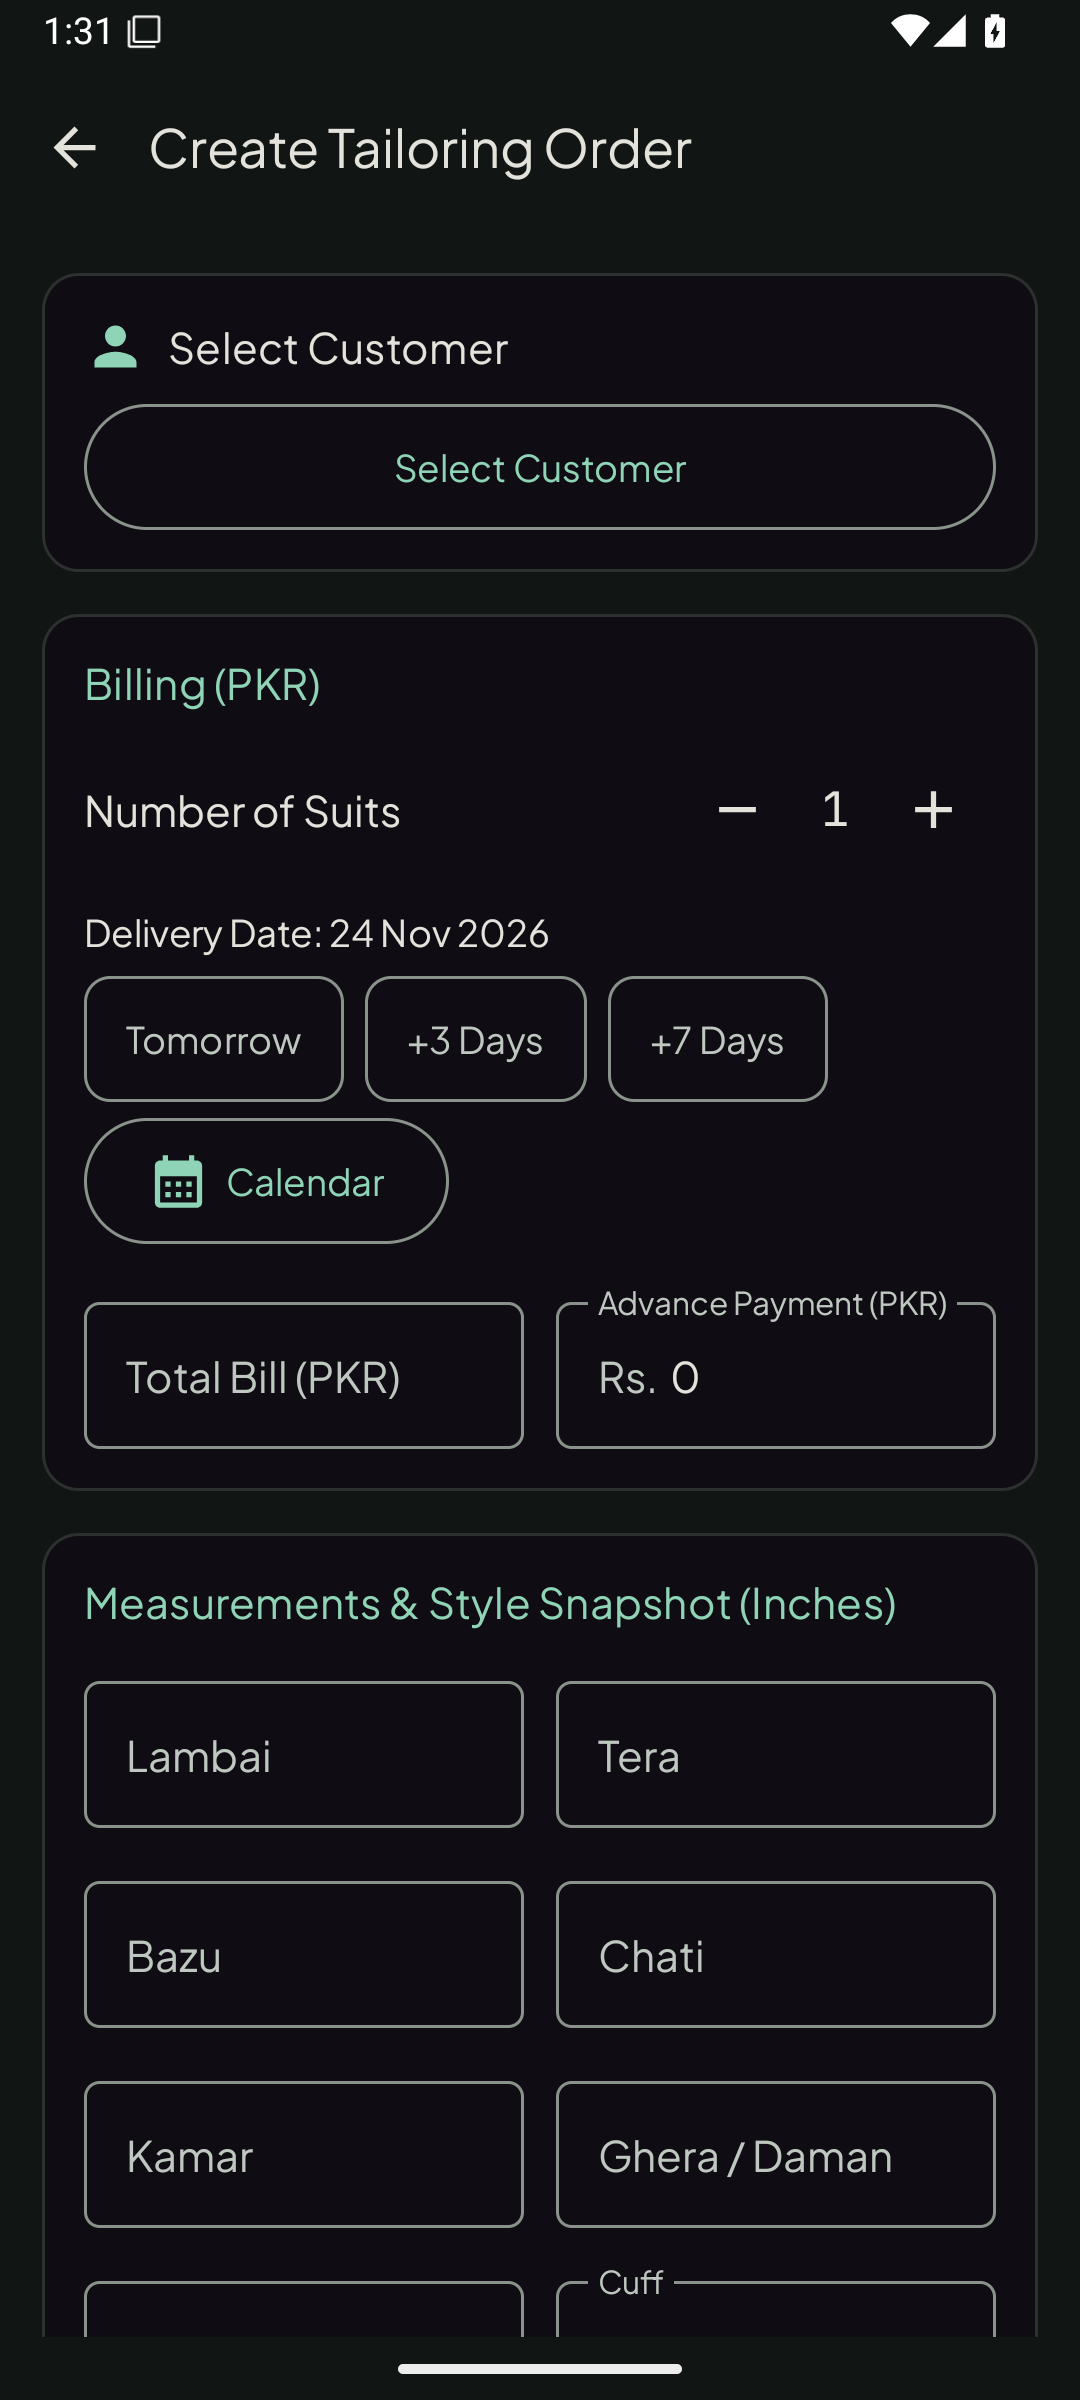 1:31
Create Tailoring Order
Select Customer
Select Customer
Billing (PKR)
Number of Suits − 1 +
Delivery Date: 24 Nov 2026
Tomorrow +3 Days +7 Days
Calendar
Advance Payment (PKR)
Total Bill (PKR) Rs. 0
Measurements & Style Snapshot (Inches)
Lambai Tera
Bazu Chati
Kamar Ghera / Daman
Cuff